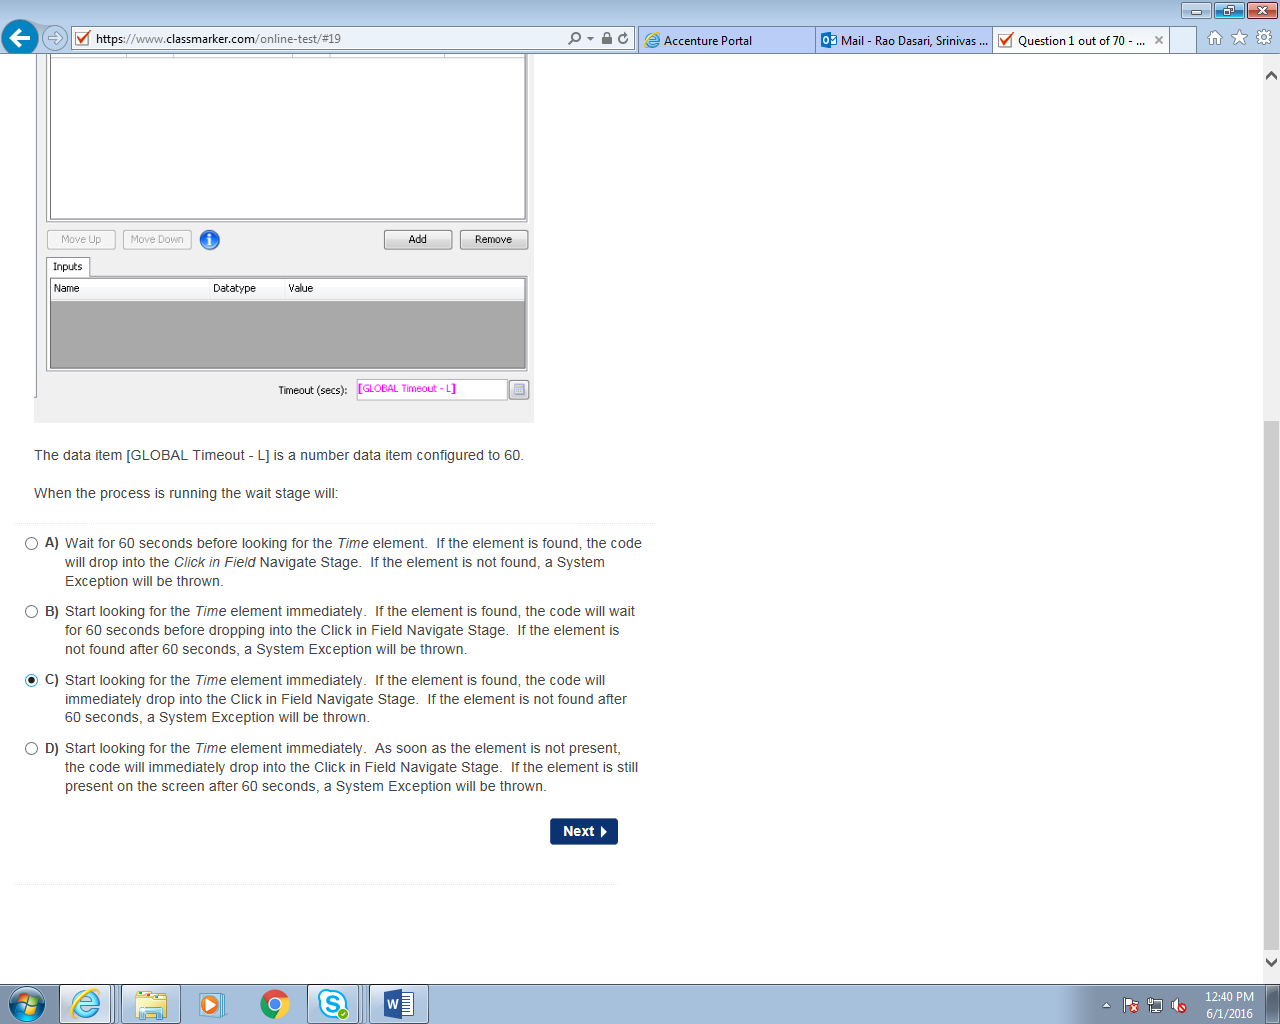 https://www.classmarker.com/online-test/#19
Accenture Portal
Mail - Rao Dasari, Srinivas ...
Question 1 out of 70 - ...
Move Up
Move Down
Add
Remove
Inputs
Name Datatype Value
Timeout (secs): [GLOBAL Timeout - L]
The data item [GLOBAL Timeout - L] is a number data item configured to 60.
When the process is running the wait stage will:
A) Wait for 60 seconds before looking for the Time element. If the element is found, the code
will drop into the Click in Field Navigate Stage. If the element is not found, a System
Exception will be thrown.
B) Start looking for the Time element immediately. If the element is found, the code will wait
for 60 seconds before dropping into the Click in Field Navigate Stage. If the element is
not found after 60 seconds, a System Exception will be thrown.
C) Start looking for the Time element immediately. If the element is found, the code will
immediately drop into the Click in Field Navigate Stage. If the element is not found after
60 seconds, a System Exception will be thrown.
D) Start looking for the Time element immediately. As soon as the element is not present,
the code will immediately drop into the Click in Field Navigate Stage. If the element is still
present on the screen after 60 seconds, a System Exception will be thrown.
Next
12:40 PM
6/1/2016